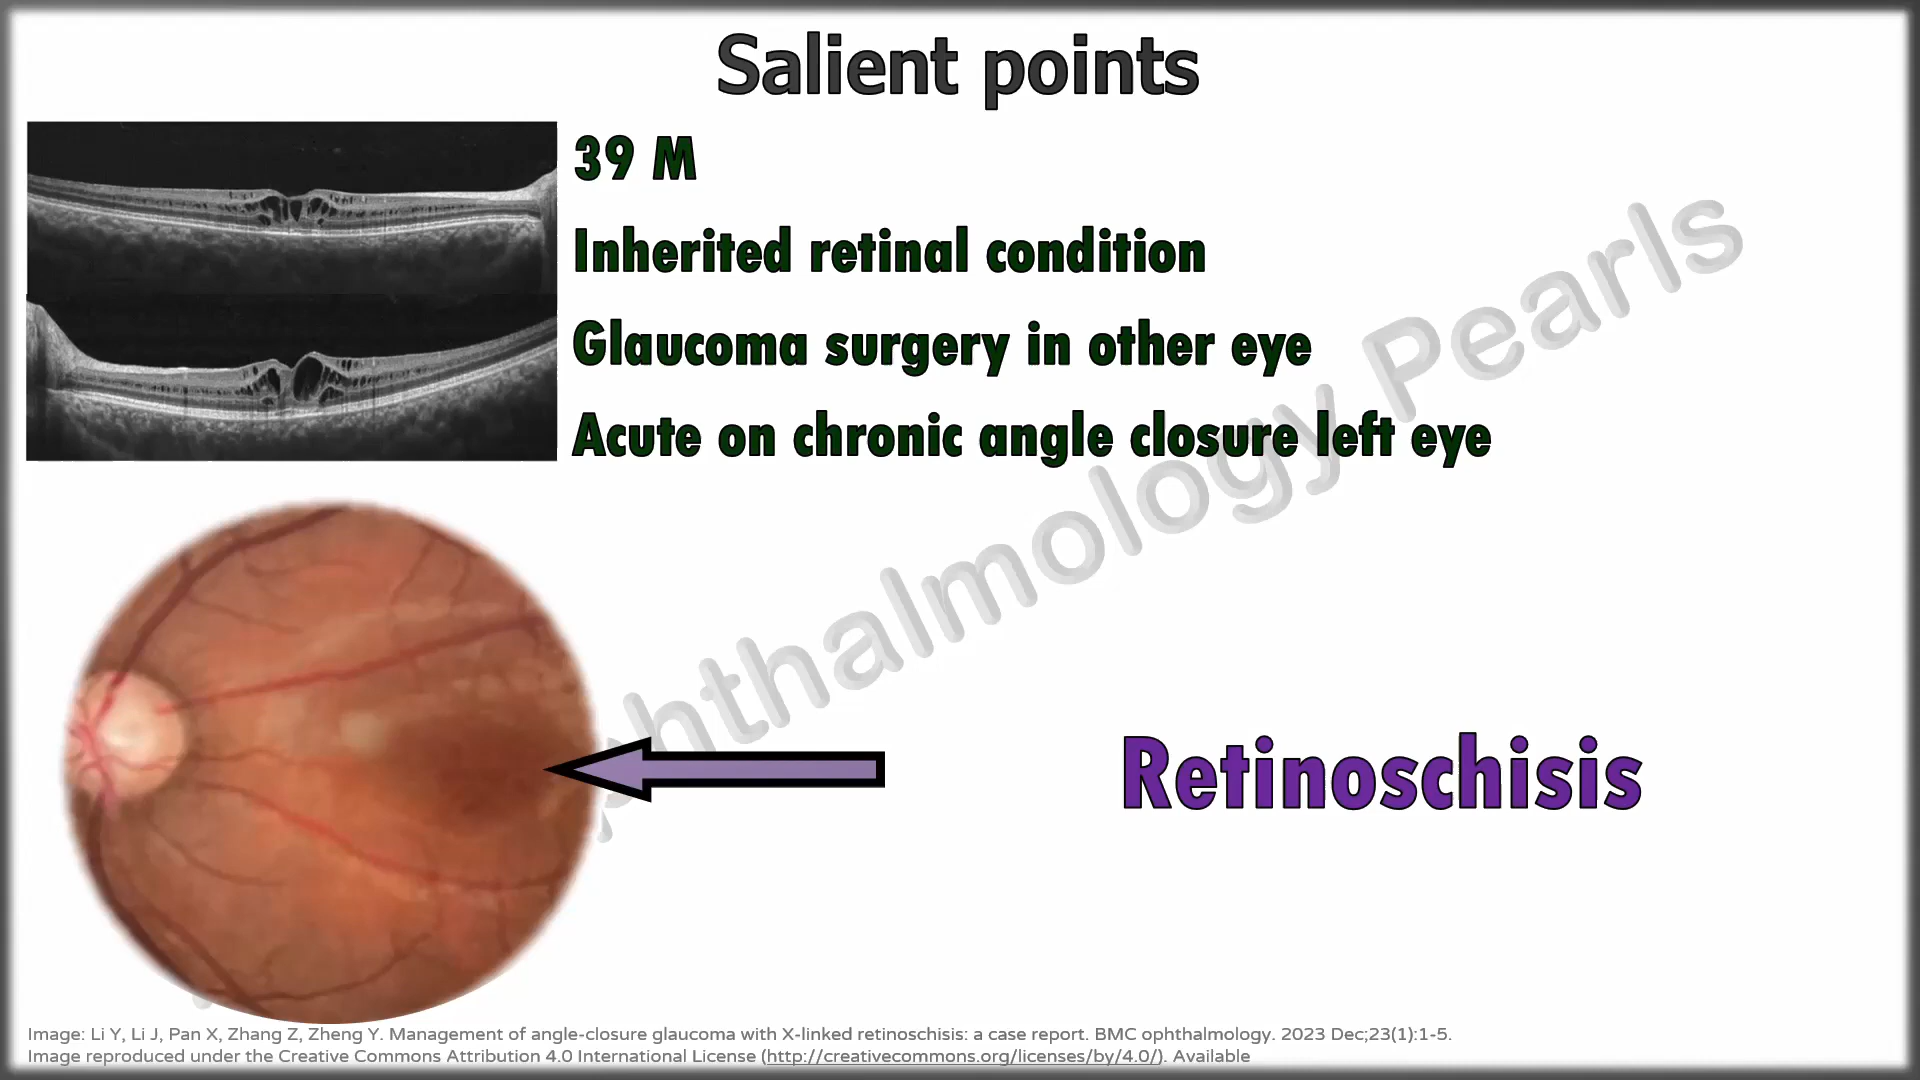 Salient points
39 M
Inherited retinal condition
Glaucoma surgery in other eye
Acute on chronic angle closure left eye
Retinoschisis
Ophthalmology Pearls
Image: Li Y, Li J, Pan X, Zhang Z, Zheng Y. Management of angle-closure glaucoma with X-linked retinoschisis: a case report. BMC ophthalmology. 2023 Dec;23(1):1-5.
Image reproduced under the Creative Commons Attribution 4.0 International License (http://creativecommons.org/licenses/by/4.0/). Available